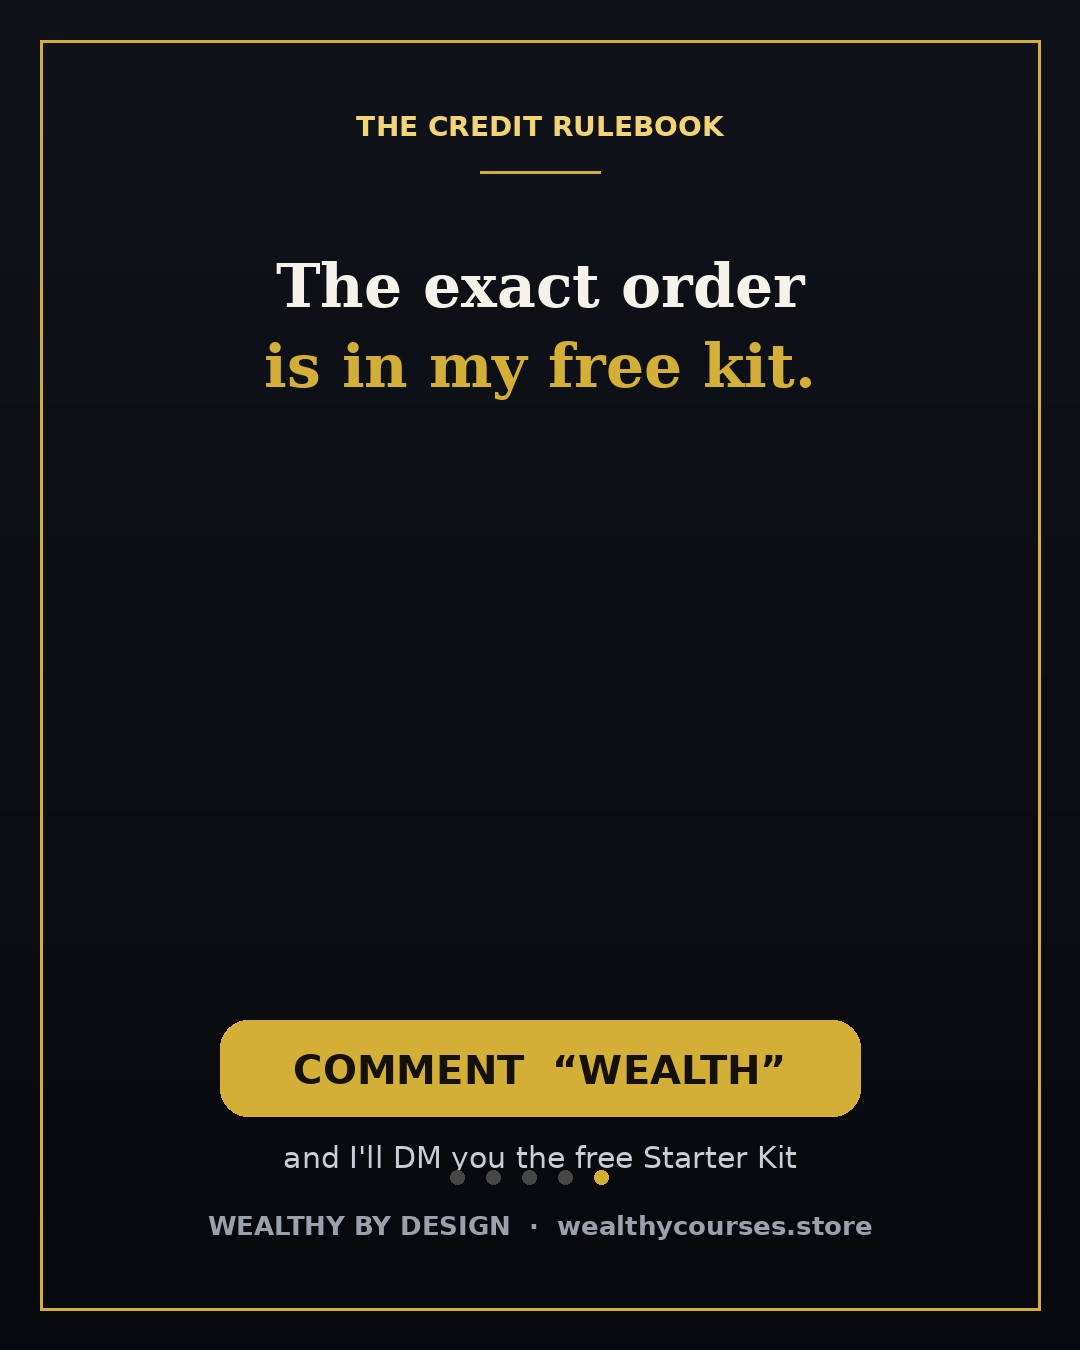 THE CREDIT RULEBOOK
The exact order
is in my free kit.
COMMENT “WEALTH”
and I'll DM you the free Starter Kit
WEALTHY BY DESIGN · wealthycourses.store